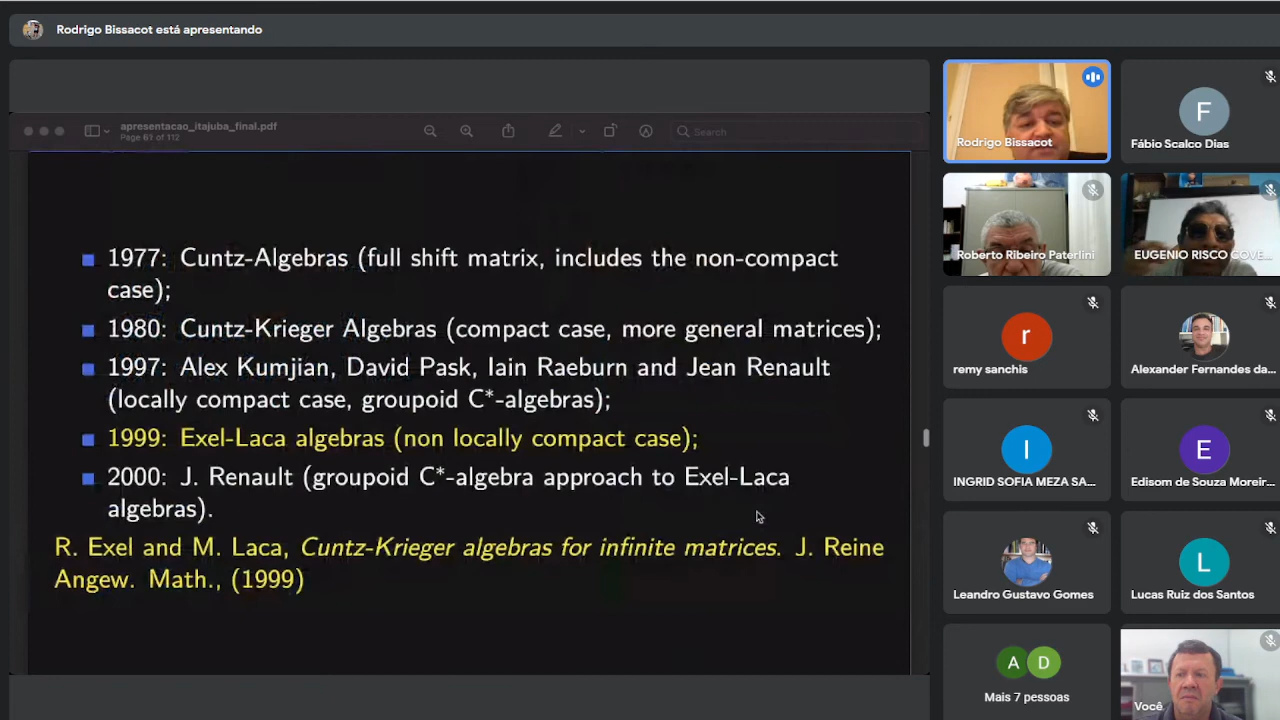 Rodrigo Bissacot está apresentando
apresentacao_itajuba_final.pdf
Page 61 of 112
Search
1977: Cuntz-Algebras (full shift matrix, includes the non-compact
case);
1980: Cuntz-Krieger Algebras (compact case, more general matrices);
1997: Alex Kumjian, David Pask, Iain Raeburn and Jean Renault
(locally compact case, groupoid C*-algebras);
1999: Exel-Laca algebras (non locally compact case);
2000: J. Renault (groupoid C*-algebra approach to Exel-Laca
algebras).
R. Exel and M. Laca, Cuntz-Krieger algebras for infinite matrices. J. Reine
Angew. Math., (1999)
Rodrigo Bissacot
F
Fábio Scalco Dias
Roberto Ribeiro Paterlini
EUGENIO RISCO COVE...
r
remy sanchis
Alexander Fernandes da...
I
INGRID SOFIA MEZA SA...
E
Edisom de Souza Moreir...
Leandro Gustavo Gomes
L
Lucas Ruiz dos Santos
A D
Mais 7 pessoas
Você